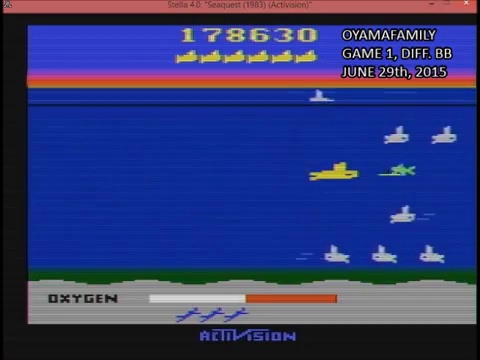 Stella 4.0: "Seaquest (1983) (Activision)"
178630
OYAMAFAMILY
GAME 1, DIFF. BB
JUNE 29th, 2015
OXYGEN
ACTIVISION